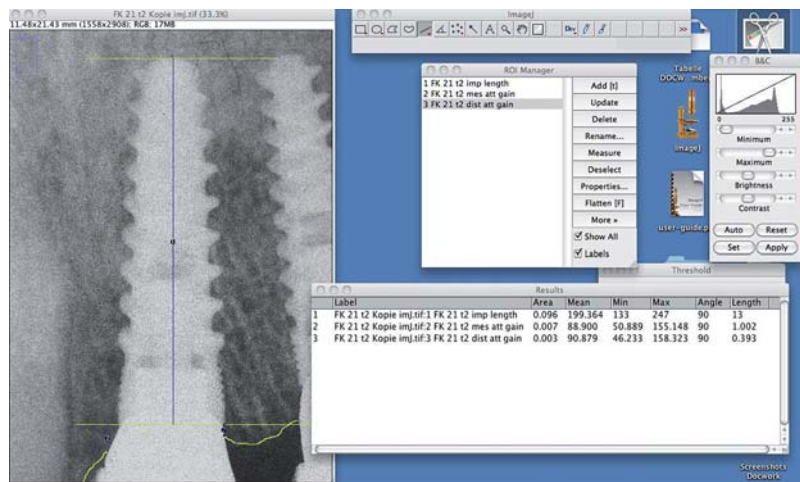 FK 21 t2 Kopie imJ.tif (33.3%)
11.48x21.43 mm (1558x2908); RGB; 17MB
ImageJ
A
Dev
>>
ROI Manager
1 FK 21 t2 imp length
2 FK 21 t2 mes att gain
3 FK 21 t2 dist att gain
Add [t]
Update
Delete
Rename...
Measure
Deselect
Properties...
Flatten [F]
More »
Show All
Labels
Tabelle
ImageJ
B&C
0 255
Minimum
Maximum
Brightness
Contrast
Auto Reset
Set Apply
Threshold
Results
Label Area Mean Min Max Angle Length
1 FK 21 t2 Kopie imJ.tif:1 FK 21 t2 imp length 0.096 199.364 133 247 90 13
2 FK 21 t2 Kopie imJ.tif:2 FK 21 t2 mes att gain 0.007 88.900 50.889 155.148 90 1.002
3 FK 21 t2 Kopie imJ.tif:3 FK 21 t2 dist att gain 0.003 90.879 46.233 158.323 90 0.393
Screenshots
Docwork